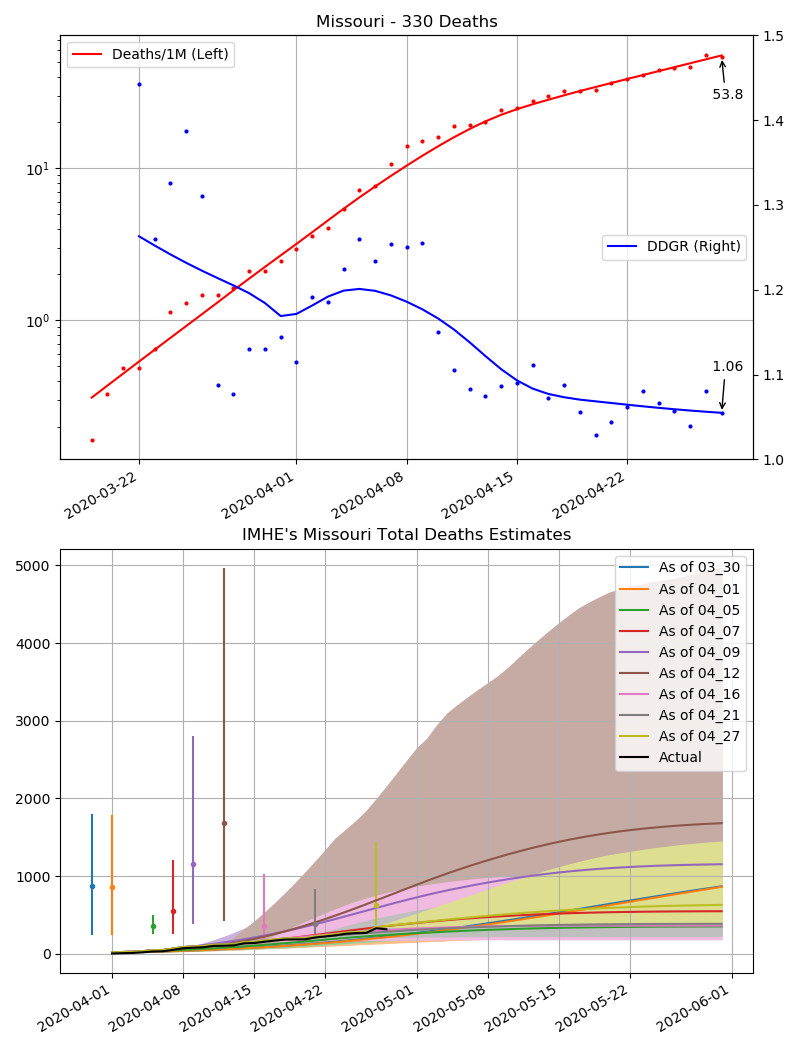 Missouri - 330 Deaths
Deaths/1M (Left)
DDGR (Right)
53.8
1.06
10¹
10⁰
1.5
1.4
1.3
1.2
1.1
1.0
2020-03-22
2020-04-01
2020-04-08
2020-04-15
2020-04-22
IMHE's Missouri Total Deaths Estimates
5000
4000
3000
2000
1000
0
As of 03_30
As of 04_01
As of 04_05
As of 04_07
As of 04_09
As of 04_12
As of 04_16
As of 04_21
As of 04_27
Actual
2020-04-01
2020-04-08
2020-04-15
2020-04-22
2020-05-01
2020-05-08
2020-05-15
2020-05-22
2020-06-01